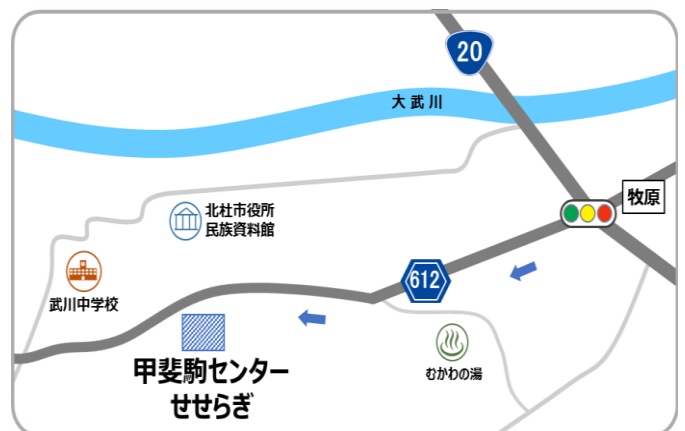 20
大武川
牧原
北杜市役所
民族資料館
612
武川中学校
むかわの湯
甲斐駒センター
せせらぎ